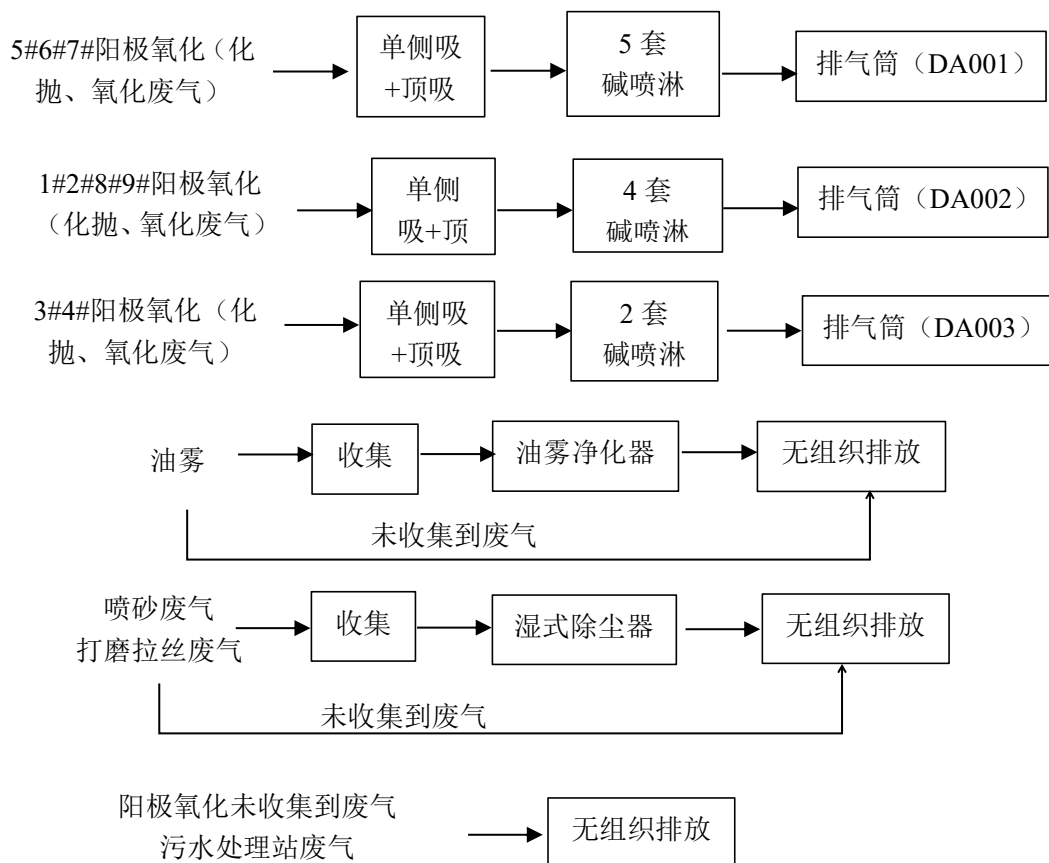 5#6#7#阳极氧化（化
抛、氧化废气）
单侧吸
+顶吸
5 套
碱喷淋
排气筒（DA001）
1#2#8#9#阳极氧化
（化抛、氧化废气）
单侧
吸+顶
4 套
碱喷淋
排气筒（DA002）
3#4#阳极氧化（化
抛、氧化废气）
单侧吸
+顶吸
2 套
碱喷淋
排气筒（DA003）
油雾
收集
油雾净化器
无组织排放
未收集到废气
喷砂废气
打磨拉丝废气
收集
湿式除尘器
无组织排放
未收集到废气
阳极氧化未收集到废气
污水处理站废气
无组织排放